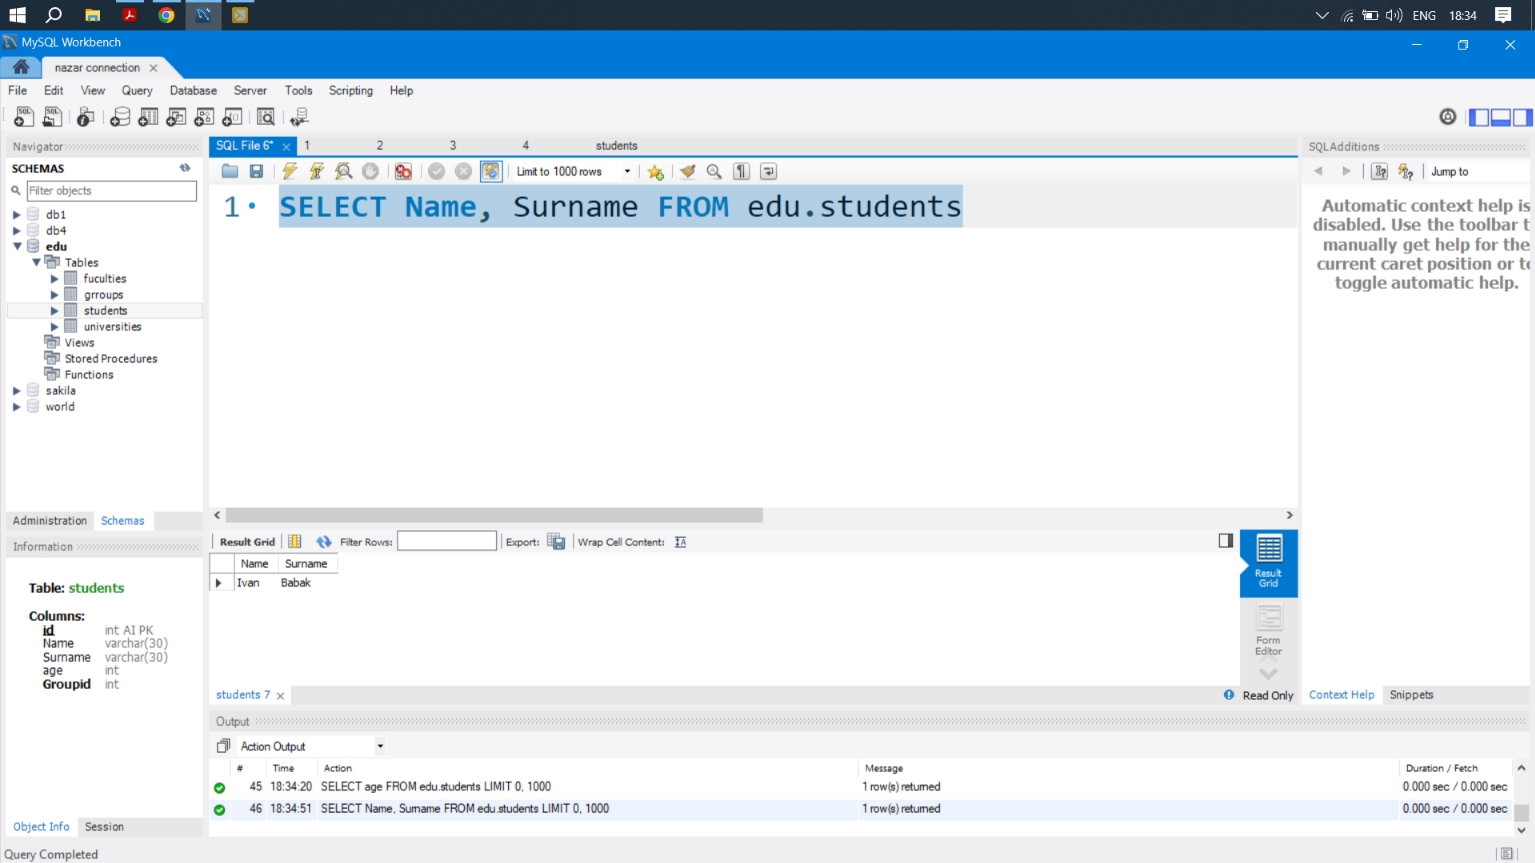 ENG 18:34
MySQL Workbench
nazar connection
File Edit View Query Database Server Tools Scripting Help
Navigator
SCHEMAS
Filter objects
db1
db4
edu
Tables
fuculties
grroups
students
universities
Views
Stored Procedures
Functions
sakila
world
Administration Schemas
Information
Table: students
Columns:
id int AI PK
Name varchar(30)
Surname varchar(30)
age int
Groupid int
Object Info Session
SQL File 6* 1 2 3 4 students
Limit to 1000 rows
1 SELECT Name, Surname FROM edu.students
Result Grid Filter Rows: Export: Wrap Cell Content:
Name Surname
Ivan Babak
Result
Grid
Form
Editor
students 7 Read Only
Output
Action Output
# Time Action Message Duration / Fetch
45 18:34:20 SELECT age FROM edu.students LIMIT 0, 1000 1 row(s) returned 0.000 sec / 0.000 sec
46 18:34:51 SELECT Name, Surname FROM edu.students LIMIT 0, 1000 1 row(s) returned 0.000 sec / 0.000 sec
SQLAdditions
Jump to
Automatic context help is
disabled. Use the toolbar t
manually get help for the
current caret position or to
toggle automatic help.
Context Help Snippets
Query Completed